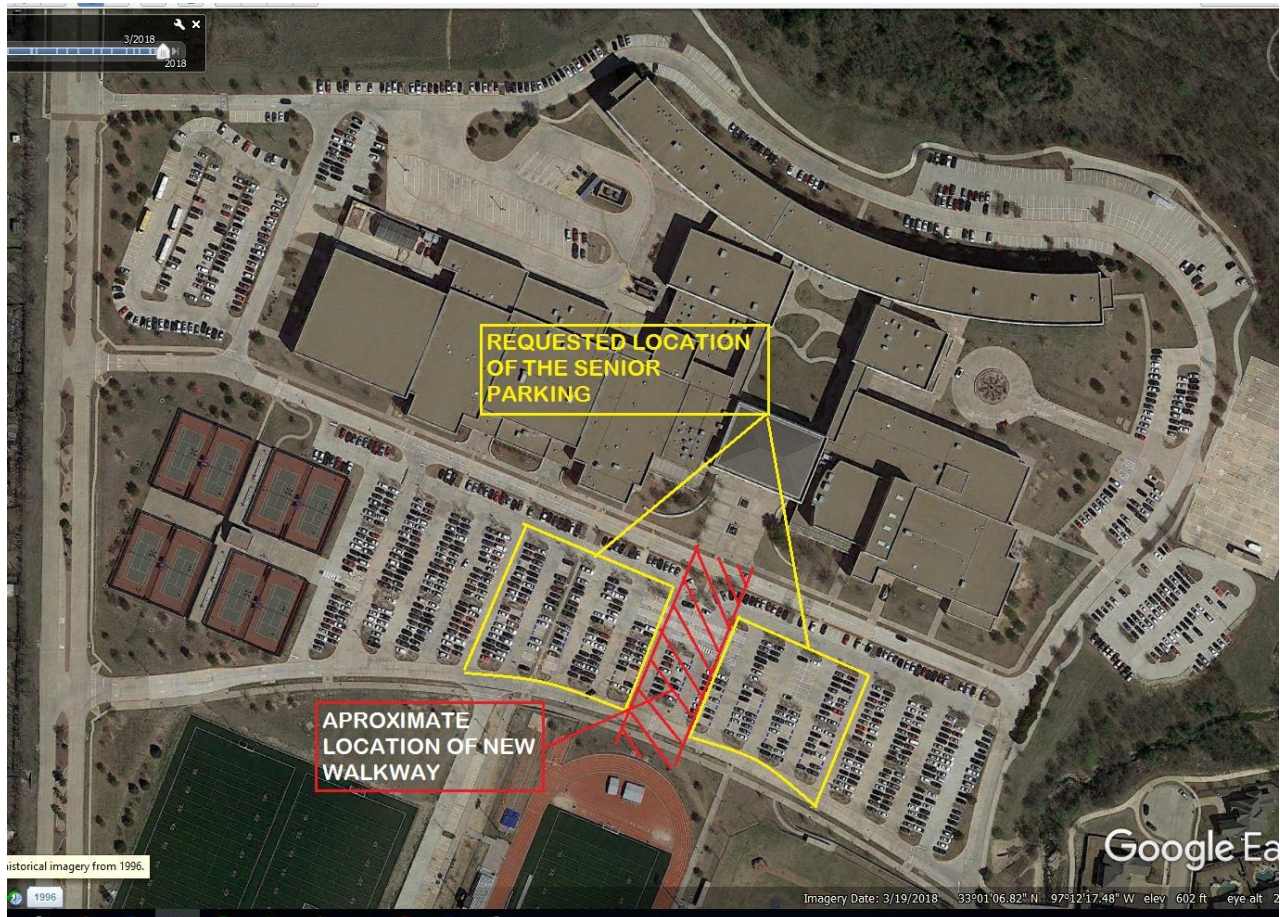 3/2018
2018
REQUESTED LOCATION
OF THE SENIOR
PARKING
APROXIMATE
LOCATION OF NEW
WALKWAY
Google Ea
istorical imagery from 1996.
1996
Imagery Date: 3/19/2018 33°01'06.82" N 97°12'17.48" W elev 602 ft eye alt 2